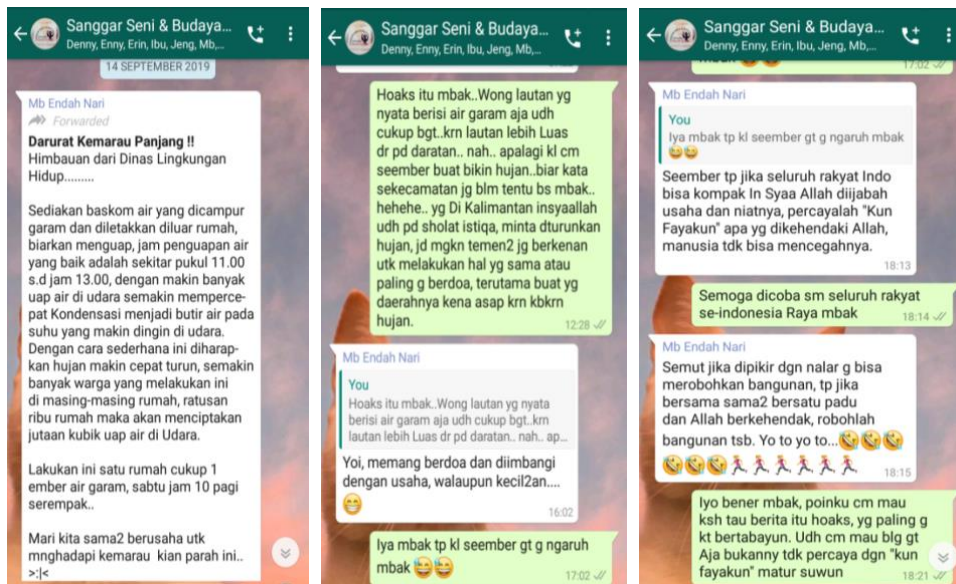 Sanggar Seni & Budaya...
Denny, Enny, Erin, Ibu, Jeng, Mb,...
14 SEPTEMBER 2019
Mb Endah Nari
Forwarded
Darurat Kemarau Panjang !!
Himbauan dari Dinas Lingkungan
Hidup.........
Sediakan baskom air yang dicampur
garam dan diletakkan diluar rumah,
biarkan menguap, jam penguapan air
yang baik adalah sekitar pukul 11.00
s.d jam 13.00, dengan makin banyak
uap air di udara semakin memperce-
pat Kondensasi menjadi butir air pada
suhu yang makin dingin di udara.
Dengan cara sederhana ini diharap-
kan hujan makin cepat turun, semakin
banyak warga yang melakukan ini
di masing-masing rumah, ratusan
ribu rumah maka akan menciptakan
jutaan kubik uap air di Udara.
Lakukan ini satu rumah cukup 1
ember air garam, sabtu jam 10 pagi
serempak..
Mari kita sama2 berusaha utk
mnghadapi kemarau  kian parah ini..
>:|<
Sanggar Seni & Budaya...
Denny, Enny, Erin, Ibu, Jeng, Mb,...
Hoaks itu mbak..Wong lautan yg
nyata berisi air garam aja udh
cukup bgt..krn lautan lebih Luas
dr pd daratan.. nah.. apalagi kl cm
seember buat bikin hujan..biar kata
sekecamatan jg blm tentu bs mbak..
hehehe.. yg Di Kalimantan insyaallah
udh pd sholat istiqa, minta dturunkan
hujan, jd mgkn temen2 jg berkenan
utk melakukan hal yg sama atau
paling g berdoa, terutama buat yg
daerahnya kena asap krn kbkrn
hujan.
12:28
Mb Endah Nari
You
Hoaks itu mbak..Wong lautan yg nyata
berisi air garam aja udh cukup bgt..krn
lautan lebih Luas dr pd daratan.. nah.. ap...
Yoi, memang berdoa dan diimbangi
dengan usaha, walaupun kecil2an....
😁
16:02
Iya mbak tp kl seember gt g ngaruh
mbak 😅😅
17:02
Sanggar Seni & Budaya...
Denny, Enny, Erin, Ibu, Jeng, Mb,...
17:02
Mb Endah Nari
You
Iya mbak tp kl seember gt g ngaruh mbak
😅😅
Seember tp jika seluruh rakyat Indo
bisa kompak In Syaa Allah diijabah
usaha dan niatnya, percayalah "Kun
Fayakun" apa yg dikehendaki Allah,
manusia tdk bisa mencegahnya.
18:13
Semoga dicoba sm seluruh rakyat
se-indonesia Raya mbak
18:14
Mb Endah Nari
Semut jika dipikir dgn nalar g bisa
merobohkan bangunan, tp jika
bersama sama2 bersatu padu
dan Allah berkehendak, robohlah
bangunan tsb. Yo to yo to...🤣🤣🤣
🤣🤣🤣🏃‍♀️🏃‍♀️🏃‍♀️🏃‍♀️🏃‍♀️🏃‍♀️
18:15
Iyo bener mbak, poinku cm mau
ksh tau berita itu hoaks, yg paling g
kt bertabayun. Udh cm mau blg gt
Aja bukanny tdk percaya dgn "kun
fayakun" matur suwun
18:21